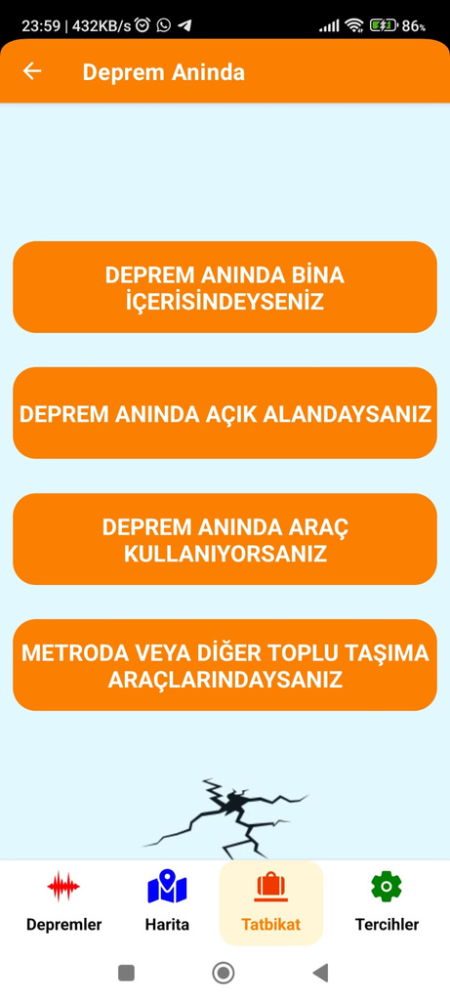 23:59 | 432KB/s 86%
Deprem Aninda
DEPREM ANINDA BİNA
İÇERİSİNDEYSENİZ
DEPREM ANINDA AÇIK ALANDAYSANIZ
DEPREM ANINDA ARAÇ
KULLANIYORSANIZ
METRODA VEYA DİĞER TOPLU TAŞIMA
ARAÇLARINDAYSANIZ
Depremler Harita Tatbikat Tercihler